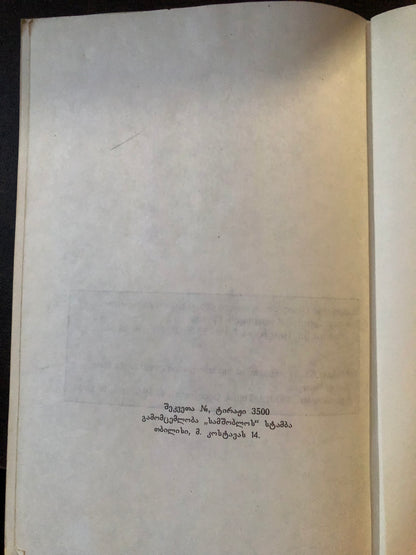 შეკვეთა №, ტირაჟი 3500
გამომცემლობა „სამშობლოს“ სტამბა
თბილისი, მ. კოსტავას 14.